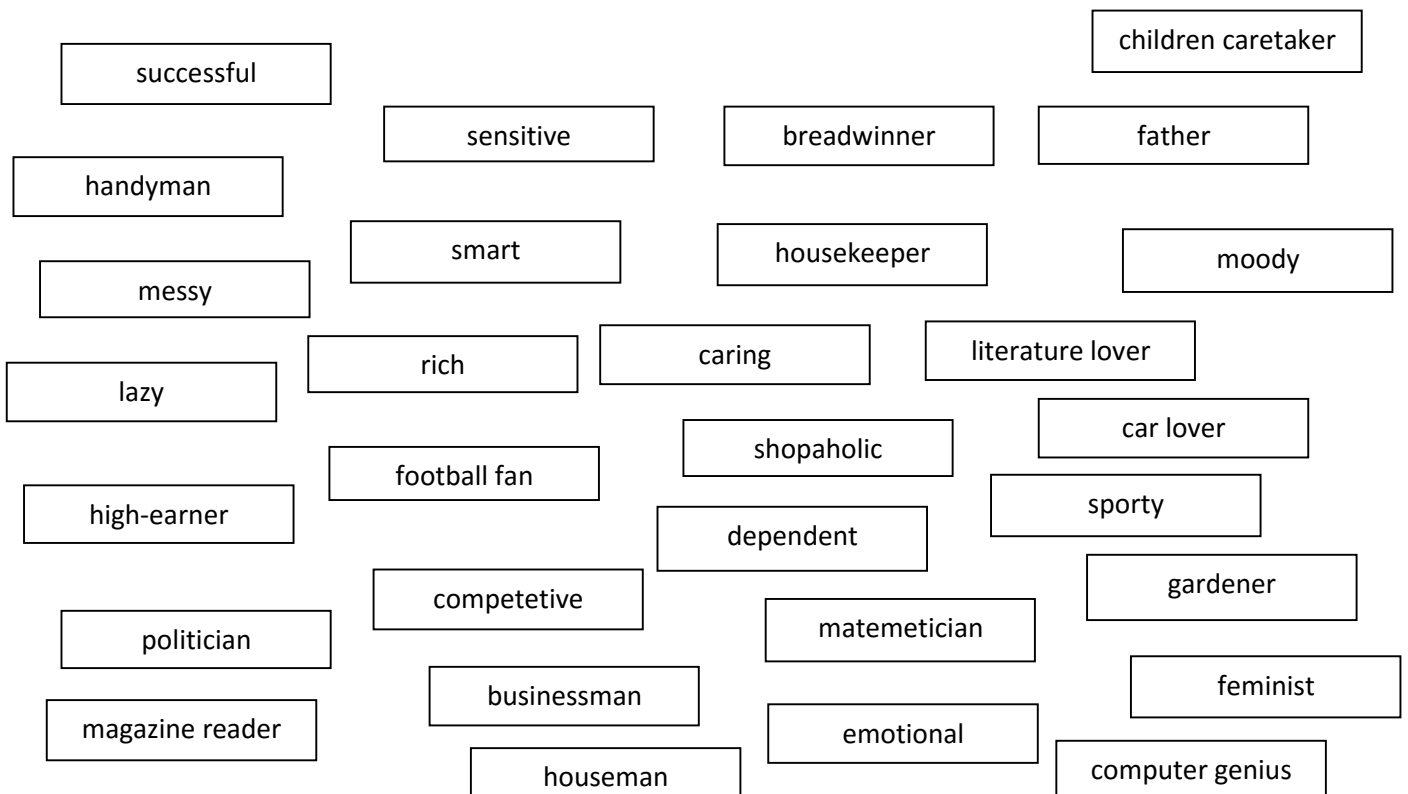 children caretaker
successful
sensitive
breadwinner
father
handyman
smart
housekeeper
moody
messy
rich
caring
literature lover
lazy
car lover
shopaholic
football fan
sporty
high-earner
dependent
gardener
competetive
matemetician
politician
feminist
businessman
magazine reader
emotional
computer genius
houseman